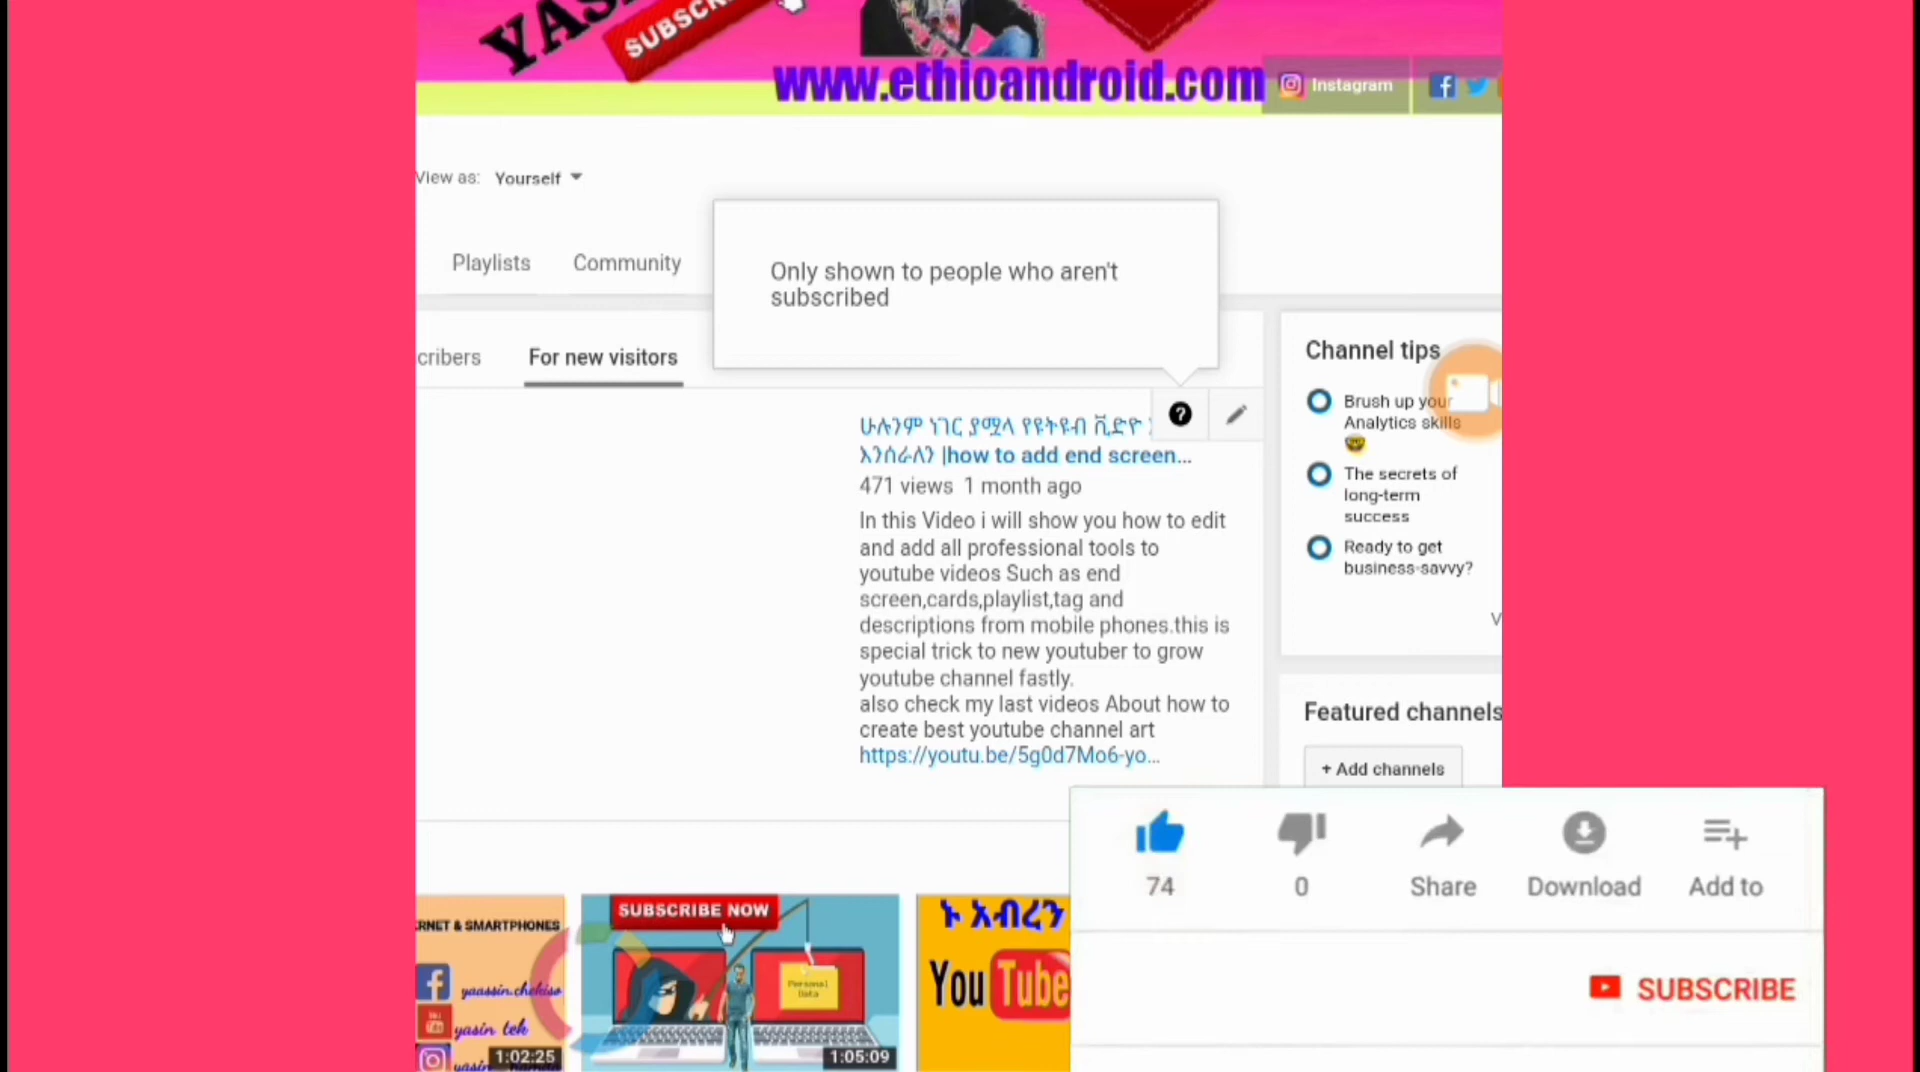 SUBSCR
www.ethioandroid.com
Instagram
View as: Yourself
Playlists
Community
Only shown to people who aren't
subscribed
cribers
For new visitors
ሁሉንም ነገር ያሟላ የዩትዩብ ቪድዮ
እንሰራለን |how to add end screen...
471 views 1 month ago
In this Video i will show you how to edit
and add all professional tools to
youtube videos Such as end
screen,cards,playlist,tag and
descriptions from mobile phones.this is
special trick to new youtuber to grow
youtube channel fastly.
also check my last videos About how to
create best youtube channel art
https://youtu.be/5g0d7Mo6-yo...
Channel tips
Brush up your
Analytics skills
The secrets of
long-term
success
Ready to get
business-savvy?
Featured channels
+ Add channels
74
0
Share
Download
Add to
SUBSCRIBE
RNET & SMARTPHONES
yaassin.chekiso
yasin tek
1:02:25
SUBSCRIBE NOW
Personal
Data
1:05:09
ኑ አብረን
YouTube